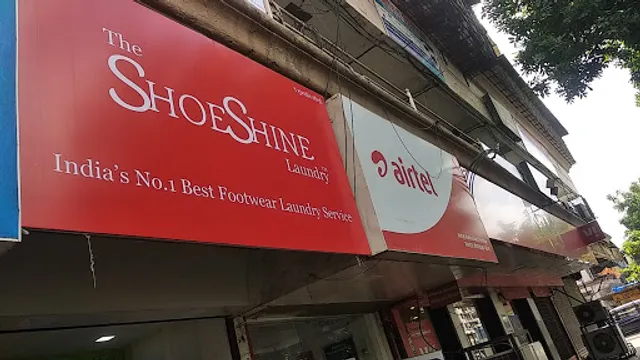 The
SHOESHINE
Laundry
India's No.1 Best Footwear Laundry Service
airtel